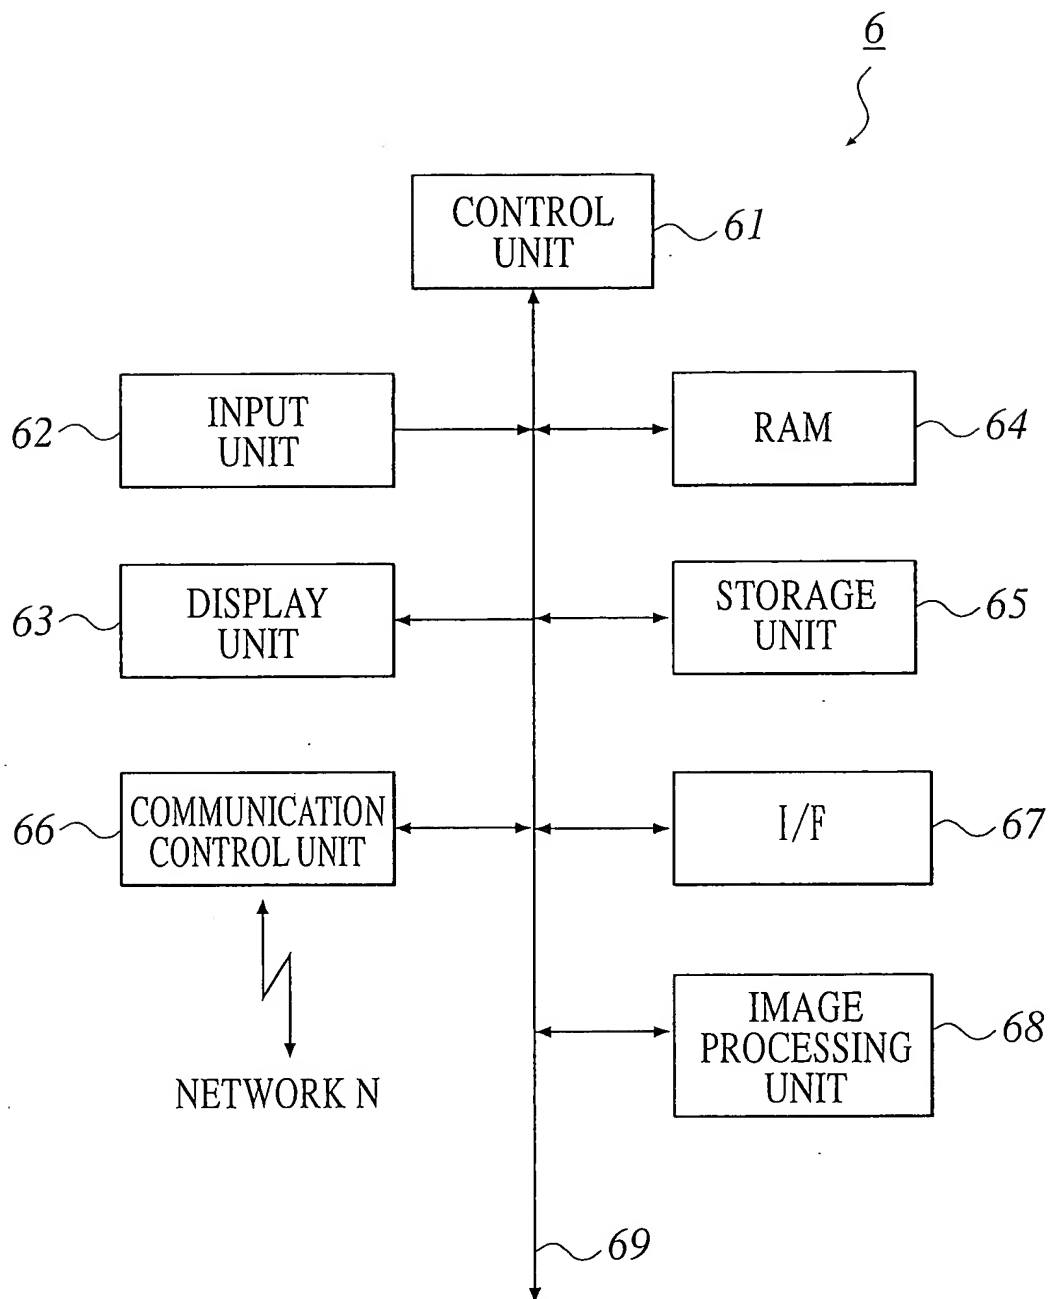 6
CONTROL
UNIT
61
62
INPUT
UNIT
RAM
64
63
DISPLAY
UNIT
STORAGE
UNIT
65
66
COMMUNICATION
CONTROL UNIT
I/F
67
NETWORK N
IMAGE
PROCESSING
UNIT
68
69